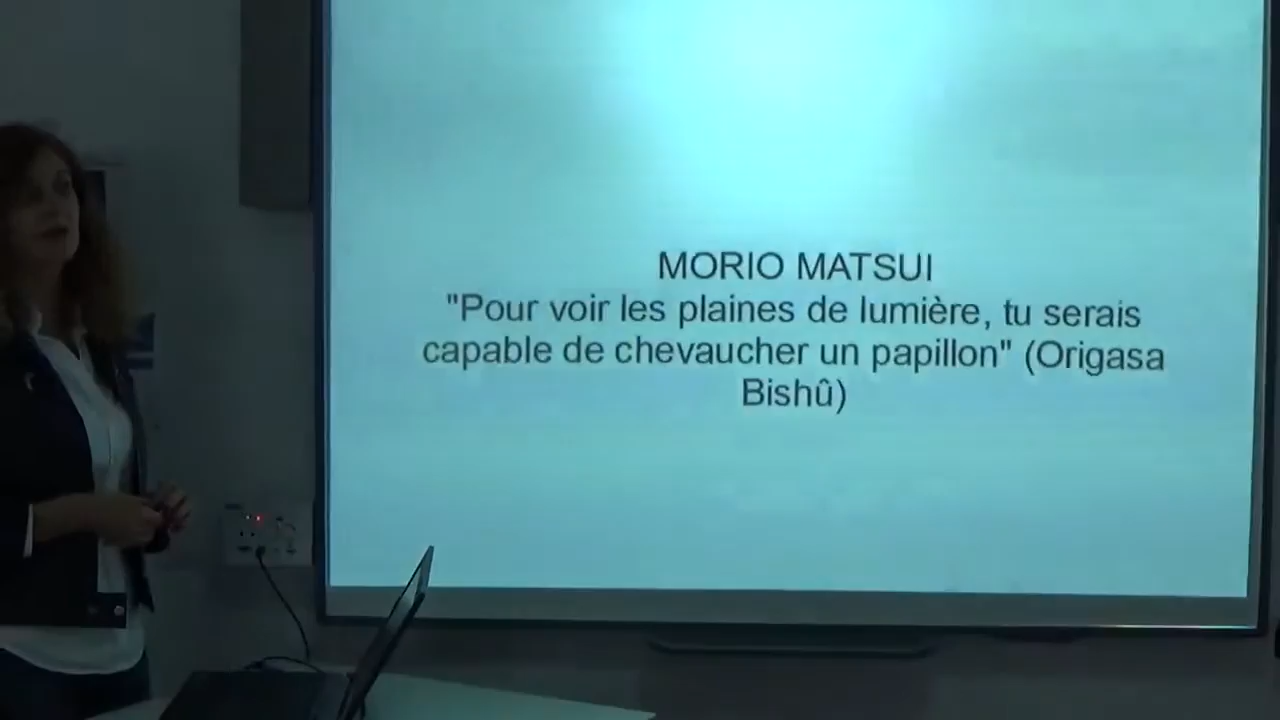 MORIO MATSUI
"Pour voir les plaines de lumière, tu serais
capable de chevaucher un papillon" (Origasa
Bishû)